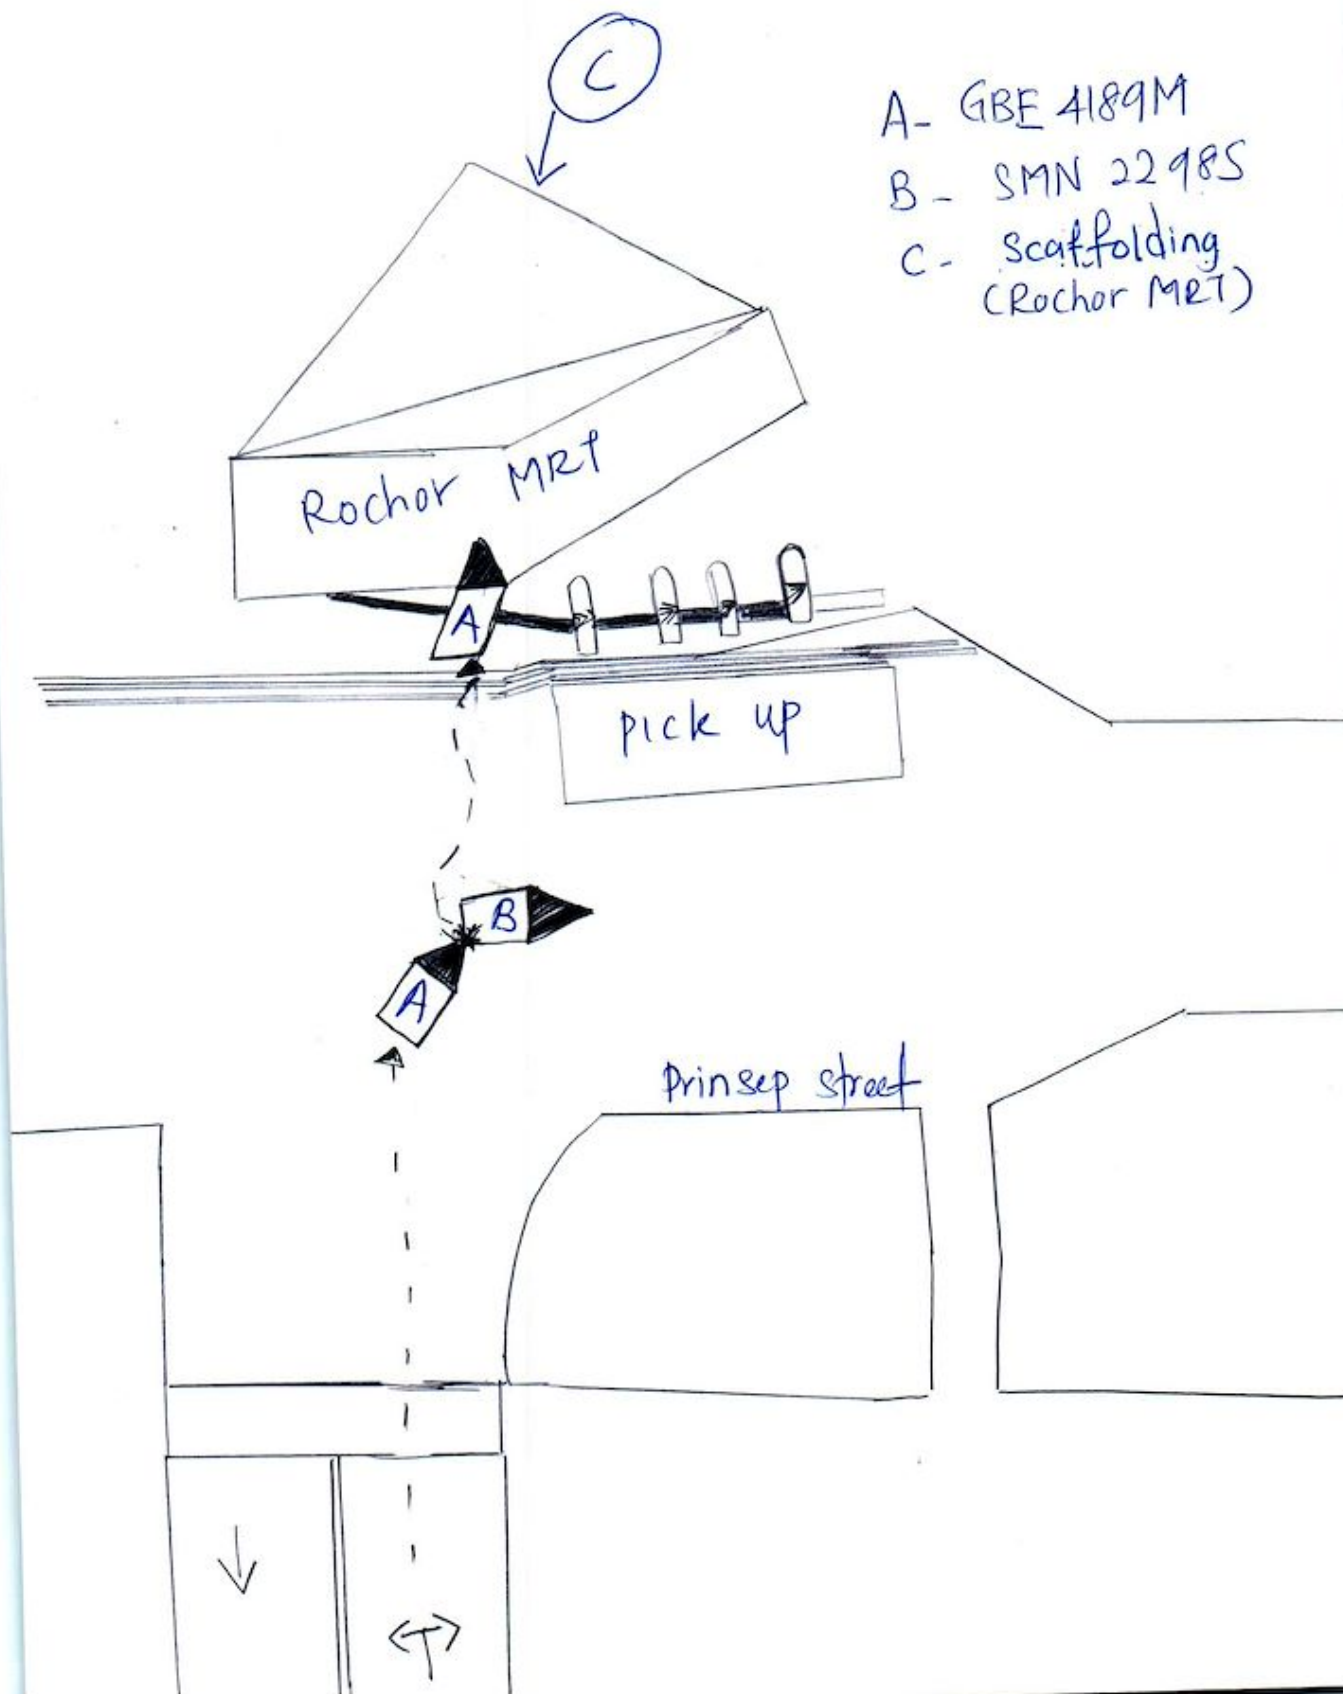 C
A- GBE 4189M
B- SMN 2298S
C- Scaffolding
(Rochor MRT)
Rochor MRT
A
pick up
B
A
Prinsep street